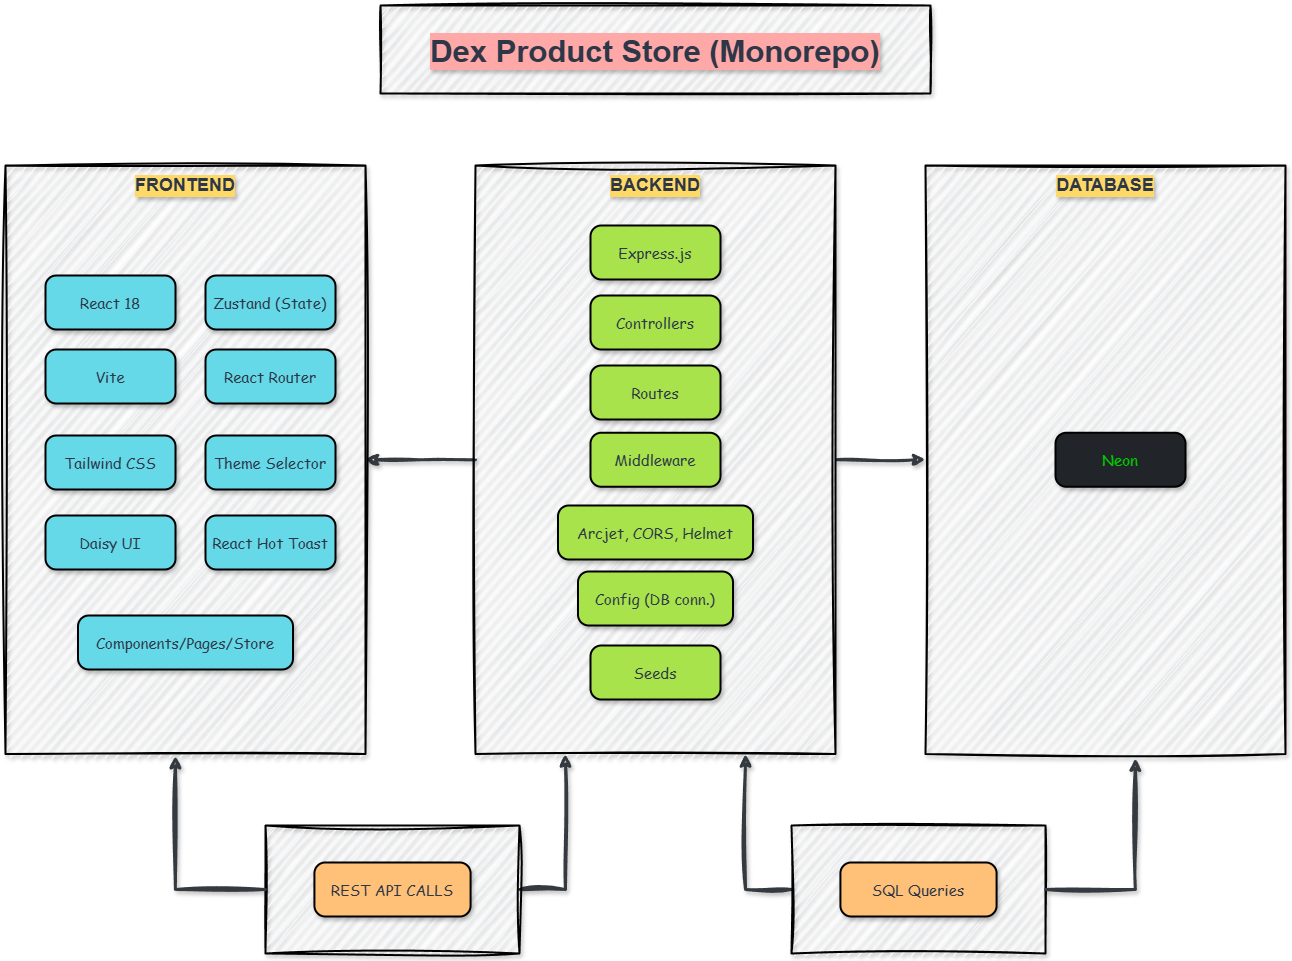 Dex Product Store (Monorepo)
FRONTEND
React 18
Zustand (State)
Vite
React Router
Tailwind CSS
Theme Selector
Daisy UI
React Hot Toast
Components/Pages/Store
BACKEND
Express.js
Controllers
Routes
Middleware
Arcjet, CORS, Helmet
Config (DB conn.)
Seeds
DATABASE
Neon
REST API CALLS
SQL Queries